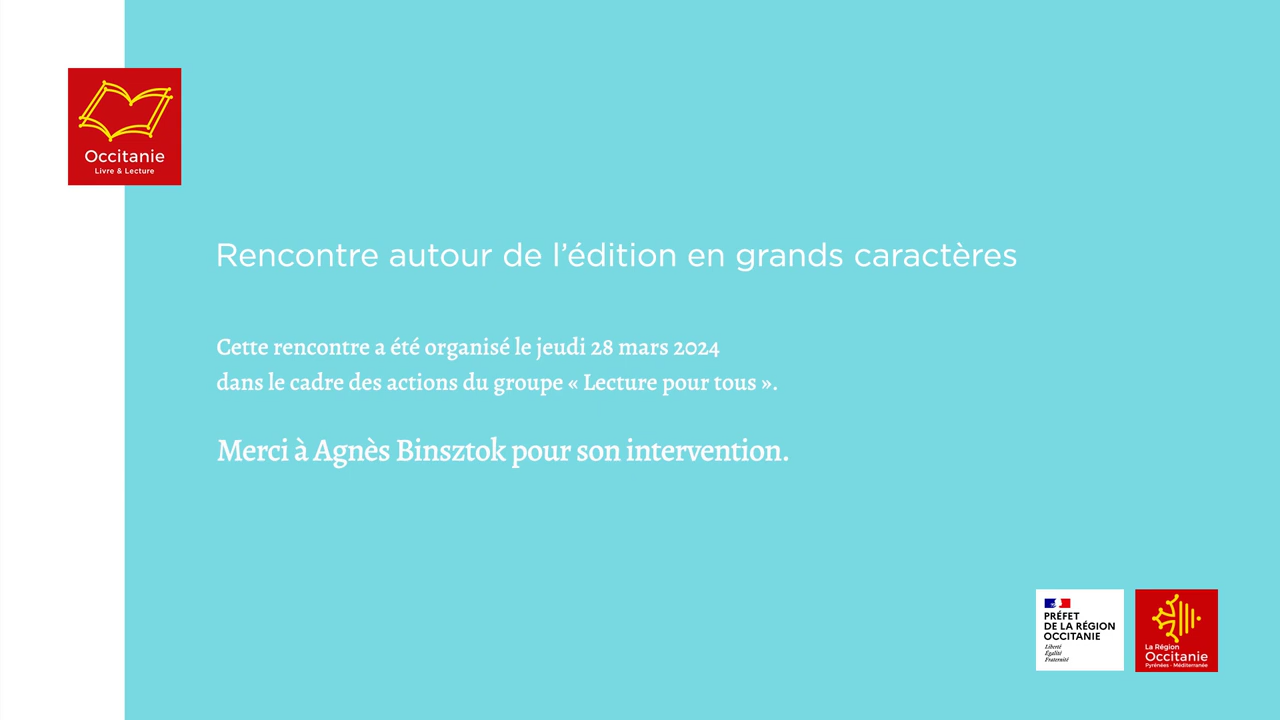 Occitanie
Livre & Lecture
Rencontre autour de l’édition en grands caractères
Cette rencontre a été organisé le jeudi 28 mars 2024
dans le cadre des actions du groupe « Lecture pour tous ».
Merci à Agnès Binsztok pour son intervention.
PRÉFET
DE LA RÉGION
OCCITANIE
Liberté
Égalité
Fraternité
La Région
Occitanie
Pyrénées - Méditerranée